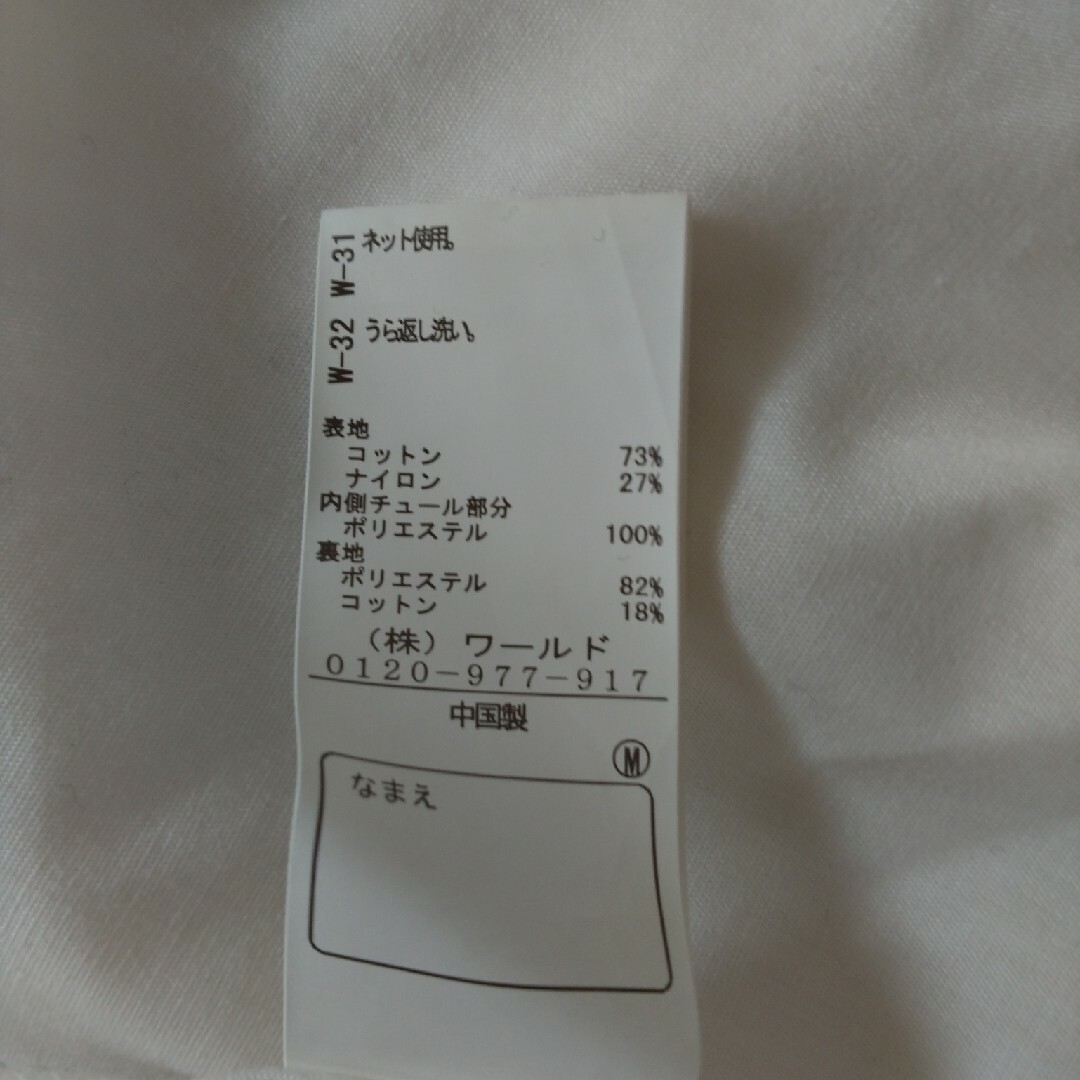 W-31 ネット使用。
W-32 うら返し洗い。
表地
コットン 73%
ナイロン 27%
内側チュール部分
ポリエステル 100%
裏地
ポリエステル 82%
コットン 18%
（株）ワールド
0120-977-917
中国製
M
なまえ